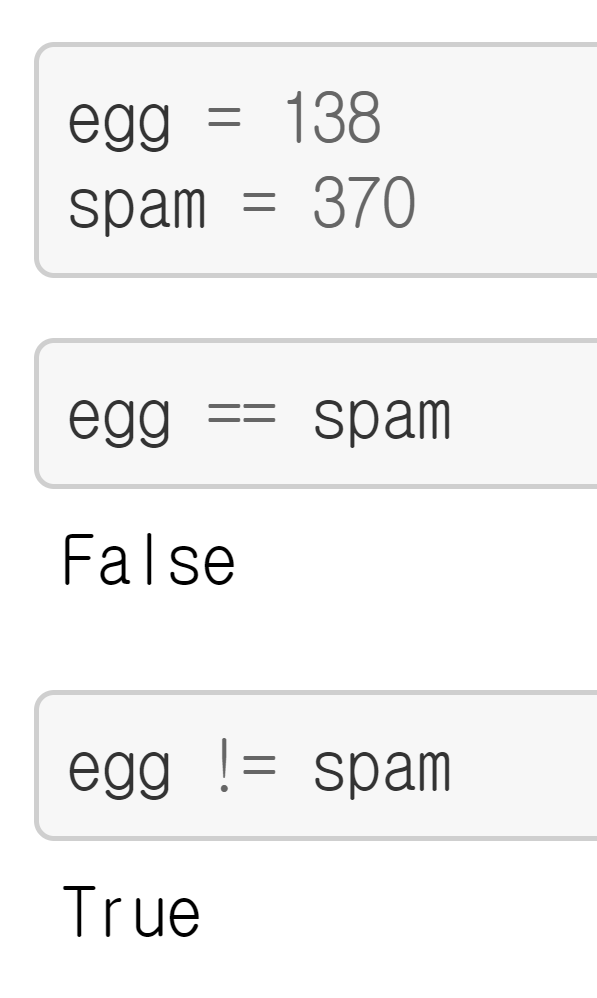 egg = 138
spam = 370
egg == spam
False
egg != spam
True